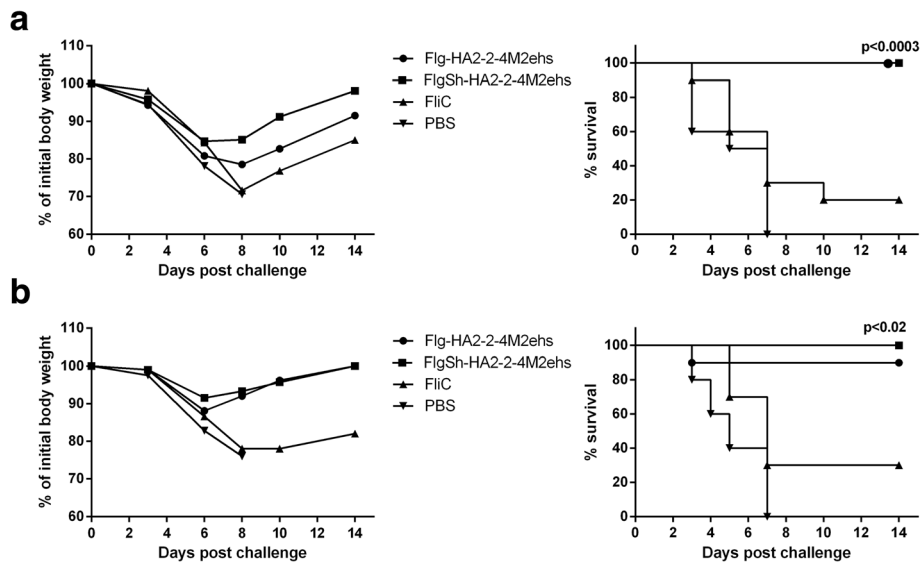 a
110
100
90
80
70
60
% of initial body weight
0 2 4 6 8 10 12 14
Days post challenge
Flg-HA2-2-4M2ehs
FlgSh-HA2-2-4M2ehs
FliC
PBS
p<0.0003
100
80
60
40
20
0
% survival
0 2 4 6 8 10 12 14
Days post challenge
b
110
100
90
80
70
60
% of initial body weight
0 2 4 6 8 10 12 14
Days post challenge
Flg-HA2-2-4M2ehs
FlgSh-HA2-2-4M2ehs
FliC
PBS
p<0.02
100
80
60
40
20
0
% survival
0 2 4 6 8 10 12 14
Days post challenge